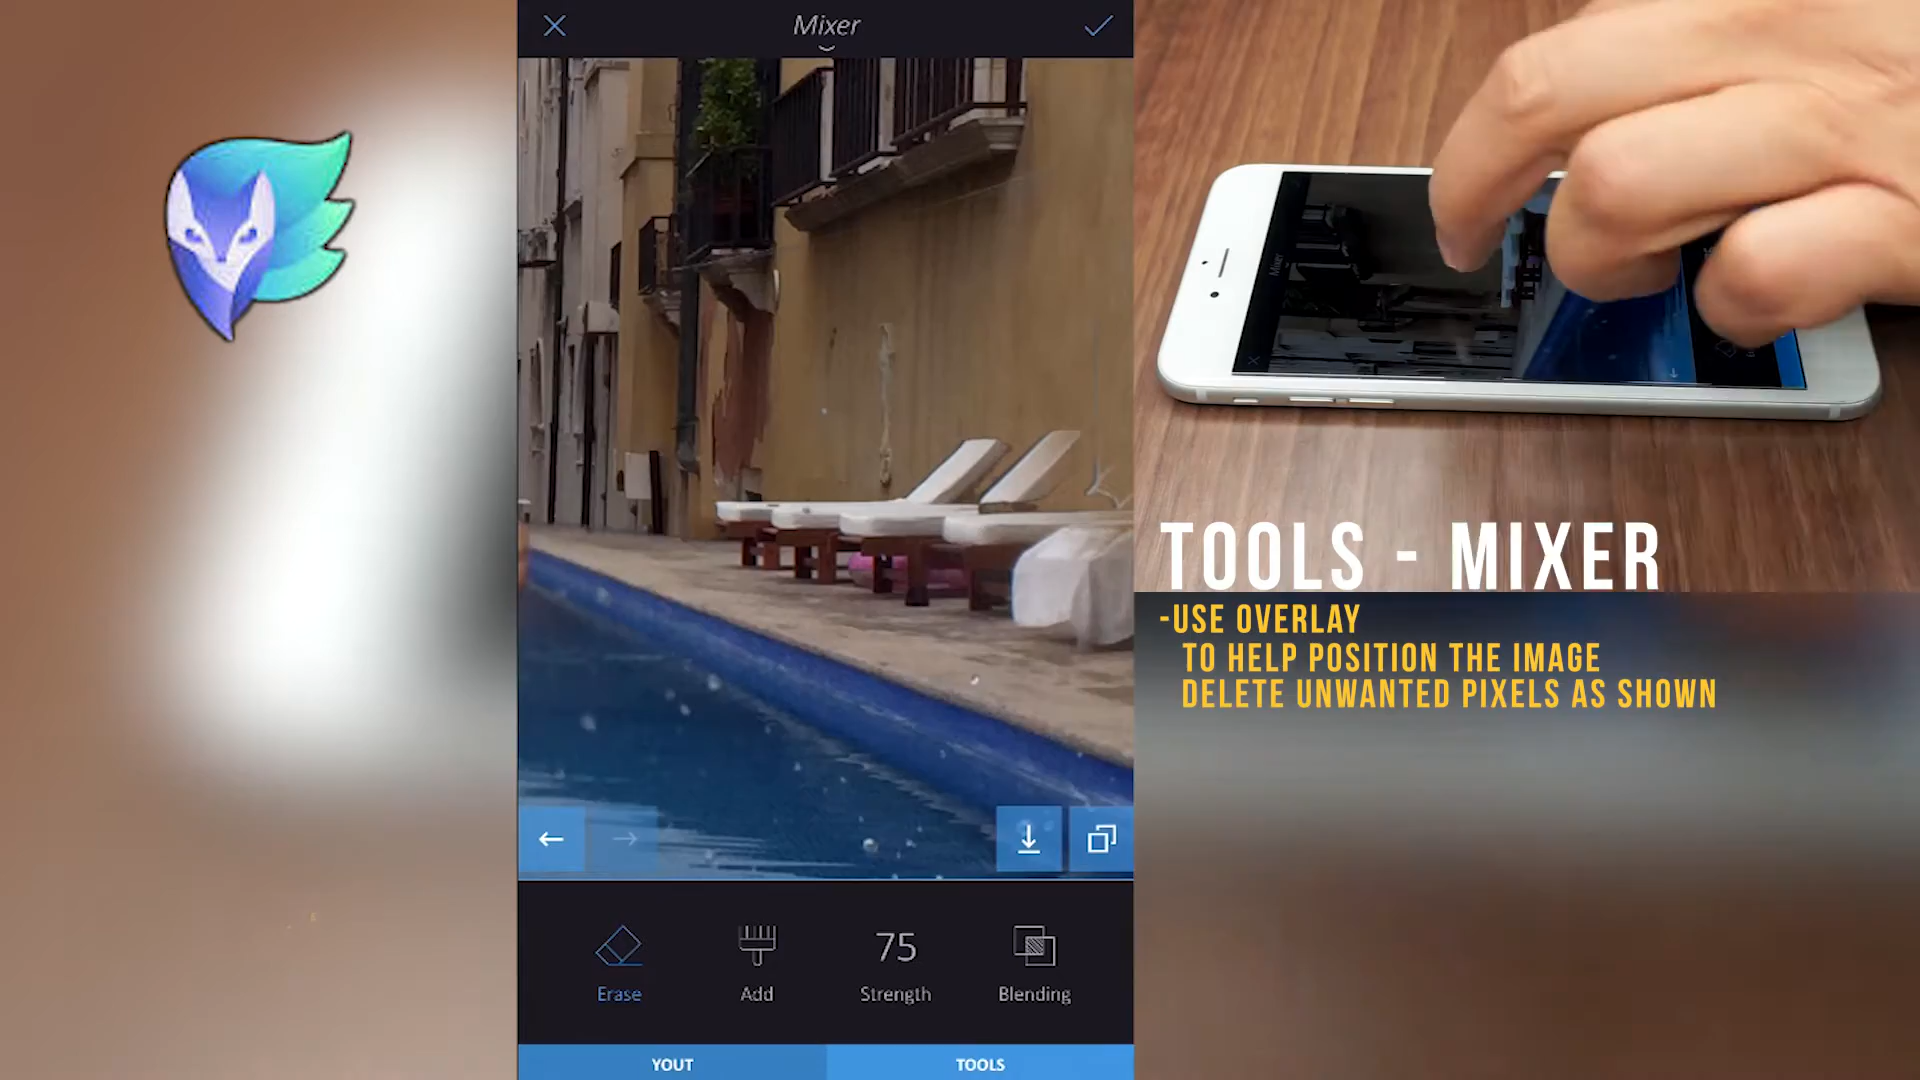 Mixer
TOOLS - MIXER
-USE OVERLAY
TO HELP POSITION THE IMAGE
DELETE UNWANTED PIXELS AS SHOWN
75
Erase
Add
Strength
Blending
YOUT
TOOLS
Mixer